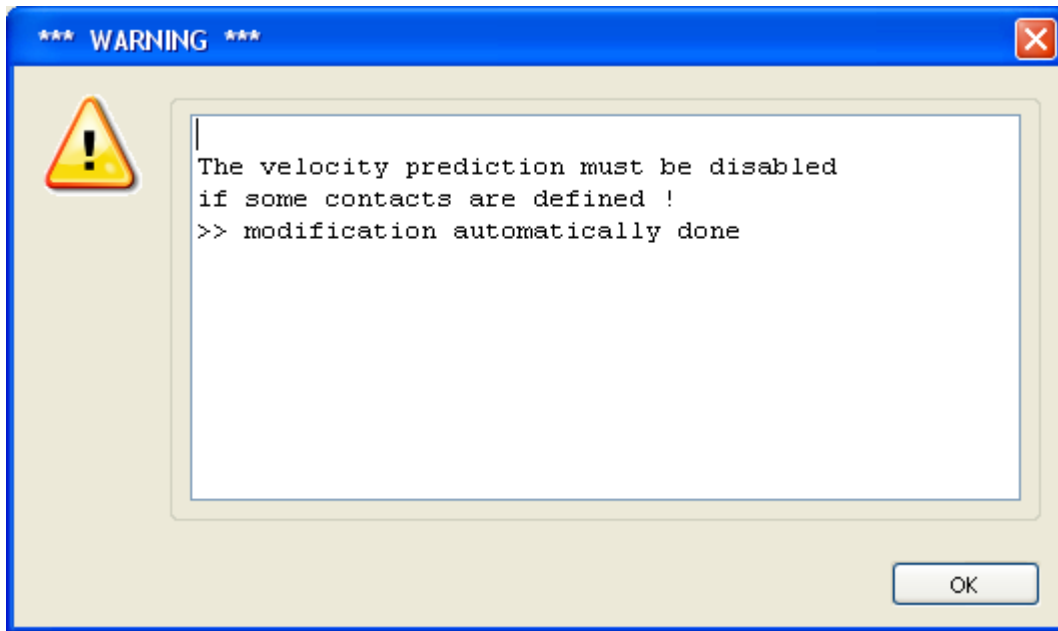 *** WARNING ***
The velocity prediction must be disabled
if some contacts are defined !
>> modification automatically done
OK